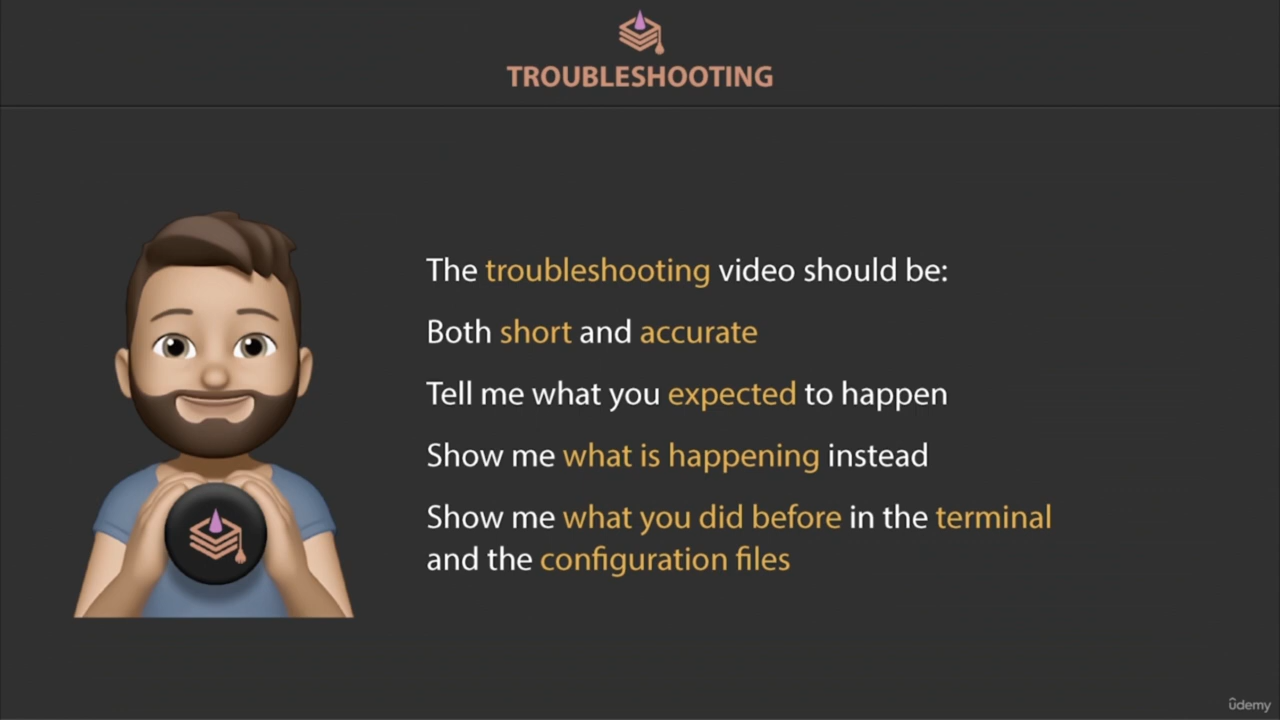 TROUBLESHOOTING
The troubleshooting video should be:
Both short and accurate
Tell me what you expected to happen
Show me what is happening instead
Show me what you did before in the terminal
and the configuration files
ûdemy